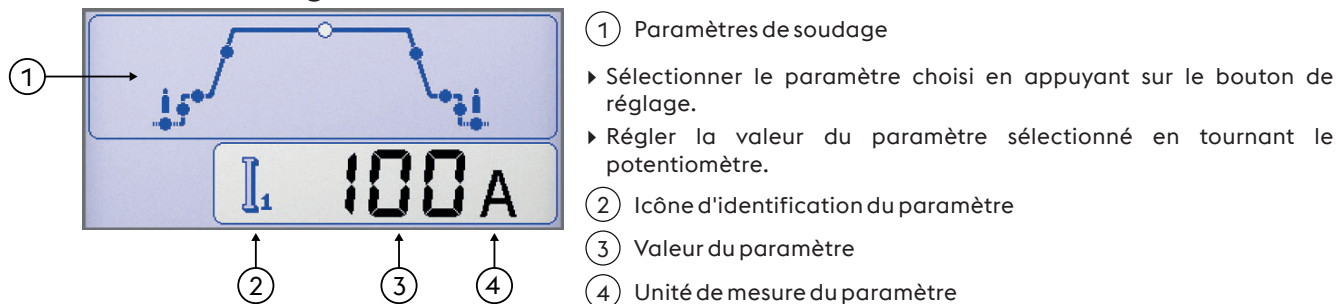 1 Paramètres de soudage
1
▸ Sélectionner le paramètre choisi en appuyant sur le bouton de
réglage.
▸ Régler la valeur du paramètre sélectionné en tournant le
potentiomètre.
I1 100 A
2 Icône d'identification du paramètre
3 Valeur du paramètre
2 3 4
4 Unité de mesure du paramètre